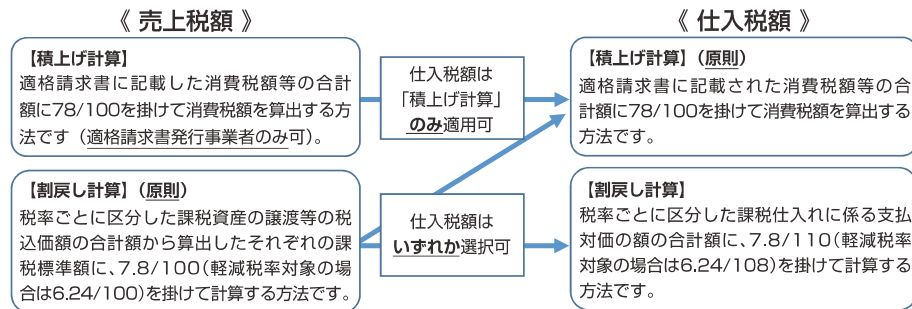 《 売上税額 》
《 仕入税額 》
【積上げ計算】
適格請求書に記載した消費税額等の合計
額に78/100を掛けて消費税額を算出する方
法です（適格請求書発行事業者のみ可）。
仕入税額は
「積上げ計算」
のみ適用可
【積上げ計算】（原則）
適格請求書に記載された消費税額等の合
計額に78/100を掛けて消費税額を算出する
方法です。
【割戻し計算】（原則）
税率ごとに区分した課税資産の譲渡等の税
込価額の合計額から算出したそれぞれの課
税標準額に、7.8/100（軽減税率対象の場
合は6.24/100）を掛けて計算する方法です。
仕入税額は
いずれか選択可
【割戻し計算】
税率ごとに区分した課税仕入れに係る支払
対価の額の合計額に、7.8/110（軽減税率
対象の場合は6.24/108）を掛けて計算する
方法です。